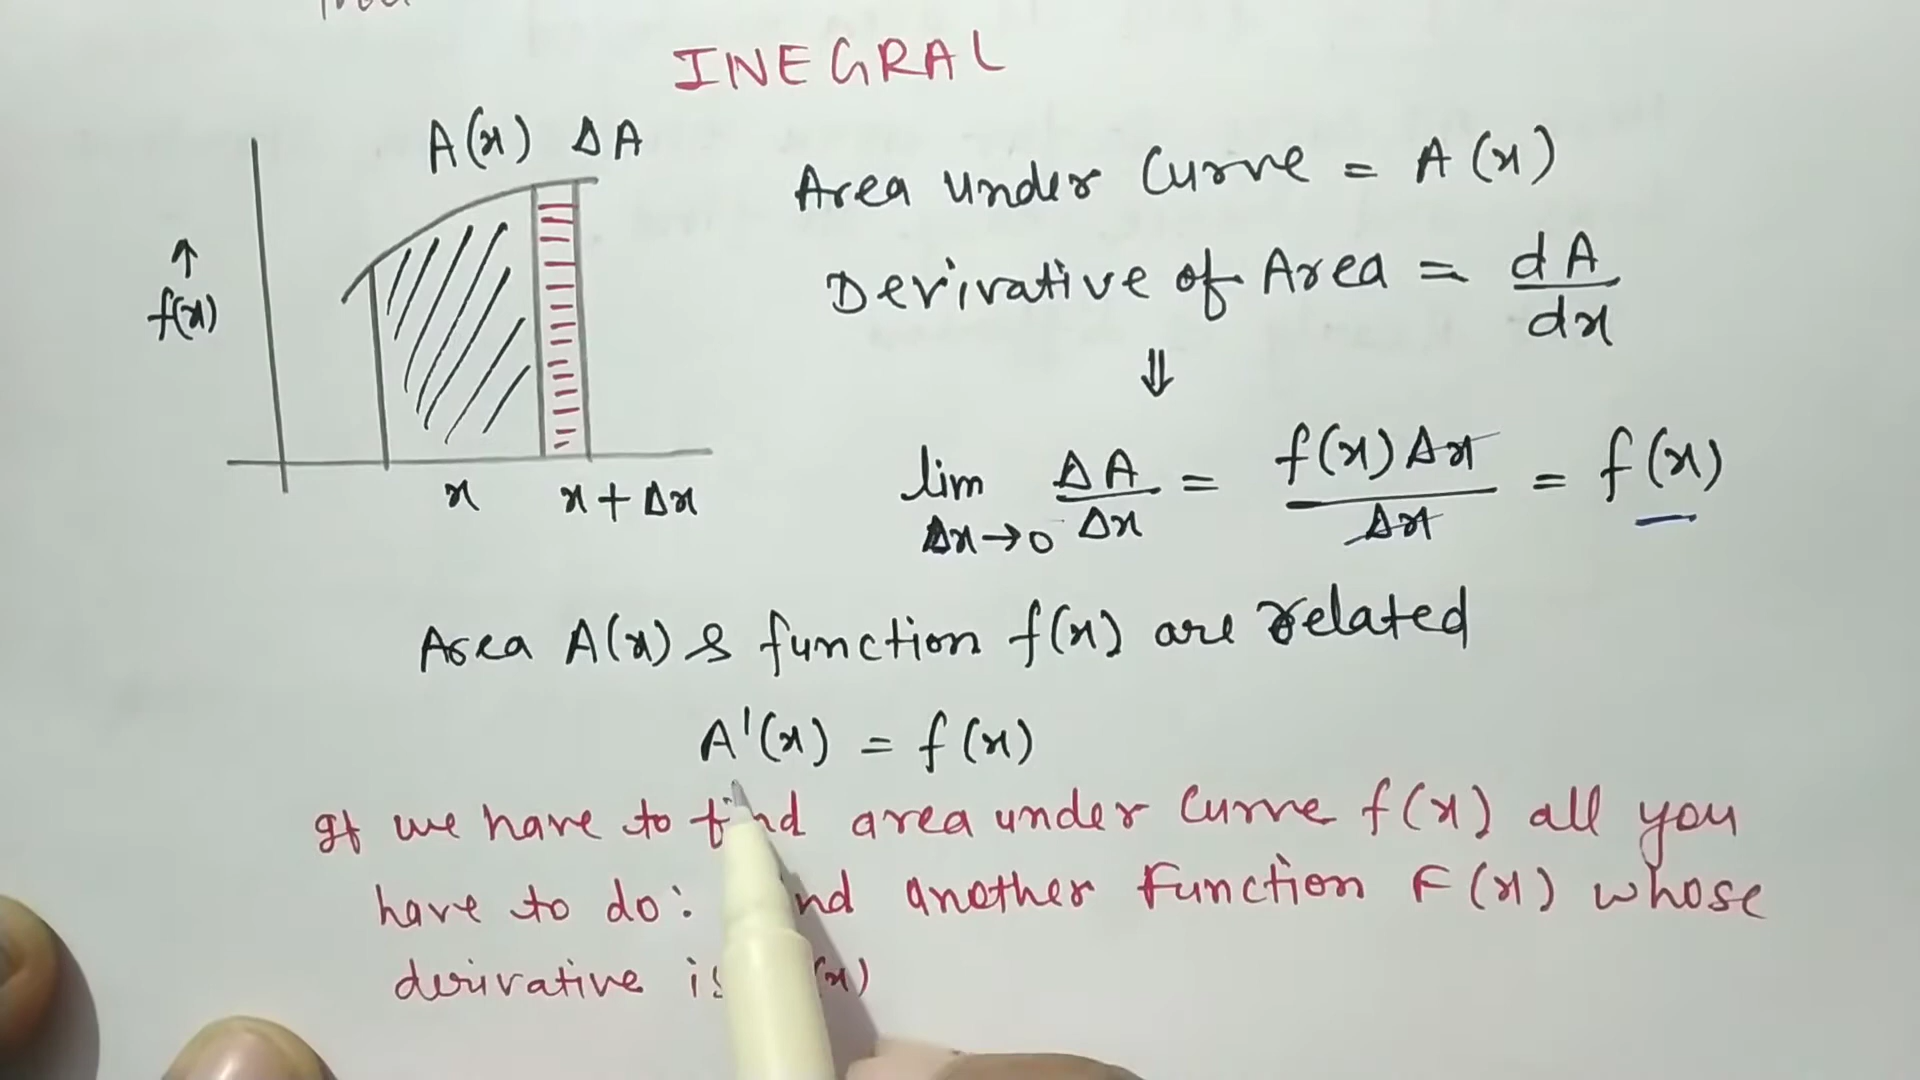 INEGRAL
A(x) ΔA
↑
f(x)
x x+Δx
Area under Curve = A(x)
Derivative of Area = dA/dx
⇓
lim Δx→0 ΔA/Δx = f(x)Δx/Δx = f(x)
Area A(x) & function f(x) are related
A'(x) = f(x)
If we have to find area under Curve f(x) all you
have to do: another Function F(x) whose
derivative is (x)